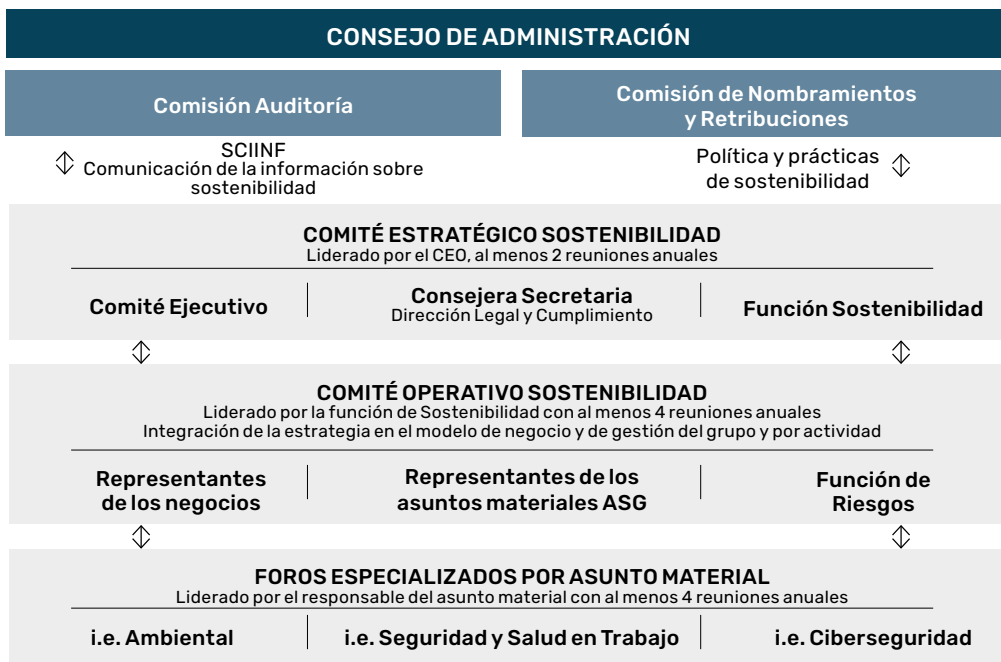 CONSEJO DE ADMINISTRACIÓN
Comisión Auditoría
Comisión de Nombramientos
y Retribuciones
SCIINF
Comunicación de la información sobre
sostenibilidad
Política y prácticas
de sostenibilidad
COMITÉ ESTRATÉGICO SOSTENIBILIDAD
Liderado por el CEO, al menos 2 reuniones anuales
Comité Ejecutivo
Consejera Secretaria
Dirección Legal y Cumplimiento
Función Sostenibilidad
COMITÉ OPERATIVO SOSTENIBILIDAD
Liderado por la función de Sostenibilidad con al menos 4 reuniones anuales
Integración de la estrategia en el modelo de negocio y de gestión del grupo y por actividad
Representantes
de los negocios
Representantes de los
asuntos materiales ASG
Función de
Riesgos
FOROS ESPECIALIZADOS POR ASUNTO MATERIAL
Liderado por el responsable del asunto material con al menos 4 reuniones anuales
i.e. Ambiental
i.e. Seguridad y Salud en Trabajo
i.e. Ciberseguridad